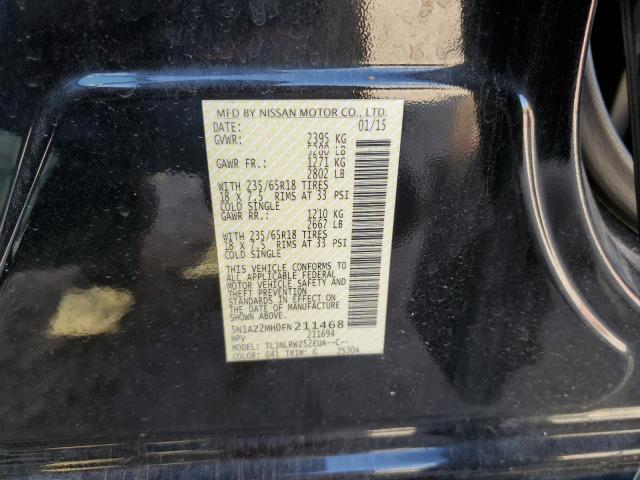 MFD BY NISSAN MOTOR CO., LTD.
DATE: 01/15
GVWR: 2395 KG
5280 LB
GAWR FR.: 1271 KG
2802 LB
WITH 235/65R18 TIRES
18 X 7.5 RIMS AT 33 PSI
COLD SINGLE
GAWR RR.: 1210 KG
2667 LB
WITH 235/65R18 TIRES
18 X 7.5 RIMS AT 33 PSI
COLD SINGLE
THIS VEHICLE CONFORMS TO
ALL APPLICABLE FEDERAL
MOTOR VEHICLE SAFETY AND
THEFT PREVENTION
STANDARDS IN EFFECT ON
THE DATE OF MANUFACTURE
SHOWN ABOVE.
5N1AZ2MH0FN211468
MPV 211694
MODEL: TLJNLRWZ52EUA--C--
COLOR: G41 TRIM: G ZS30A